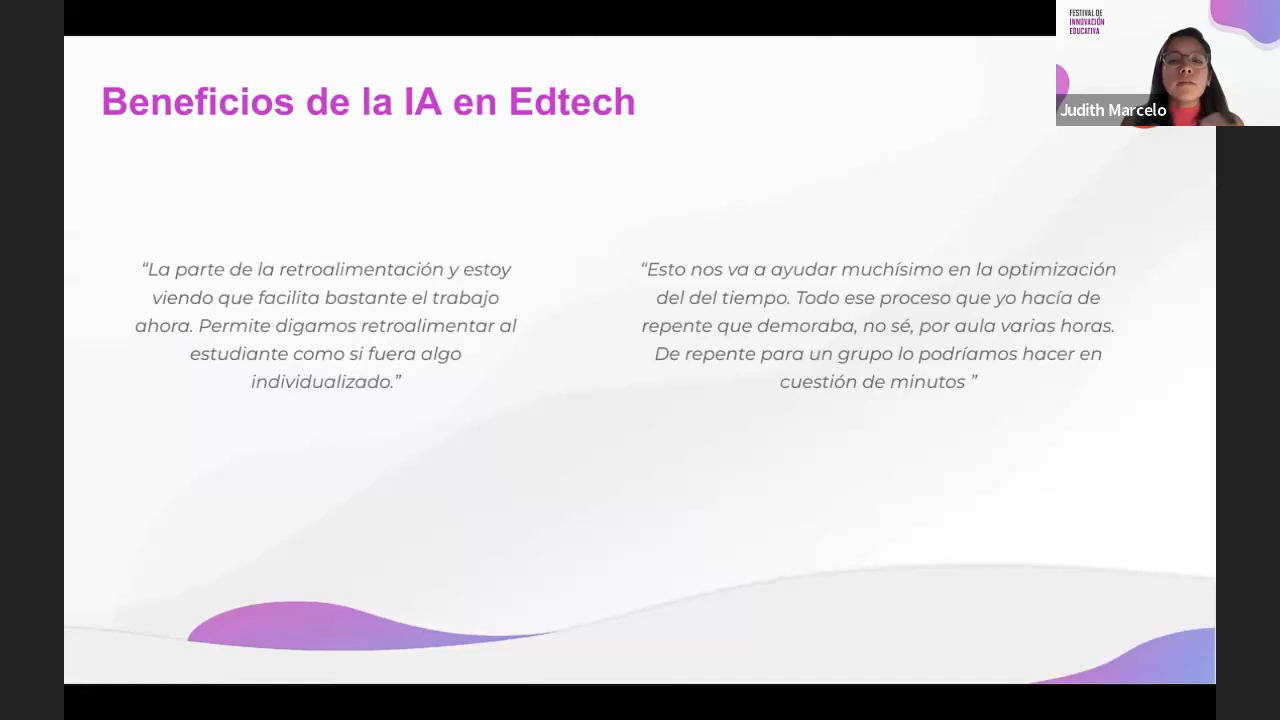 FESTIVAL DE
INNOVACIÓN
EDUCATIVA
Judith Marcelo
Beneficios de la IA en Edtech
“La parte de la retroalimentación y estoy
viendo que facilita bastante el trabajo
ahora. Permite digamos retroalimentar al
estudiante como si fuera algo
individualizado.”
“Esto nos va a ayudar muchísimo en la optimización
del del tiempo. Todo ese proceso que yo hacía de
repente que demoraba, no sé, por aula varias horas.
De repente para un grupo lo podríamos hacer en
cuestión de minutos ”